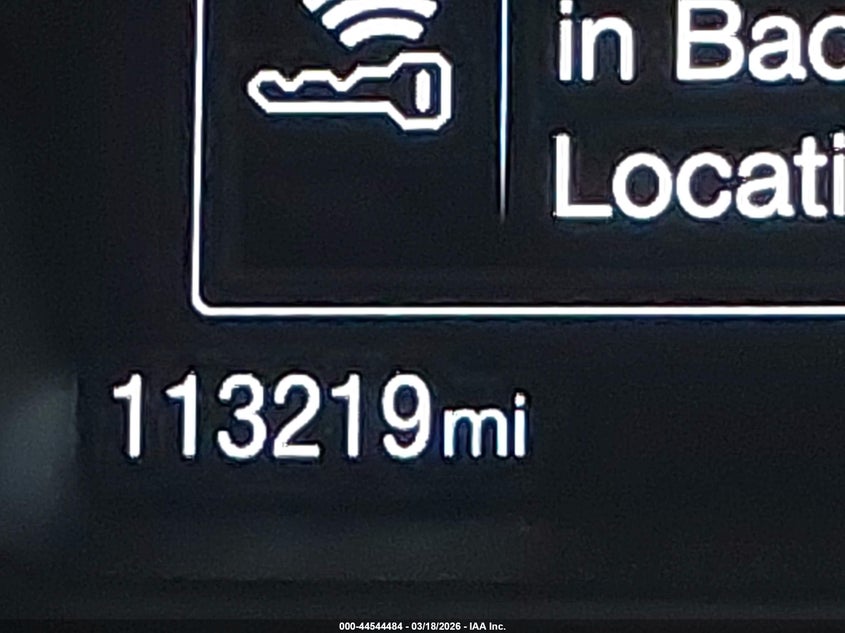 in Bac
Locati
113219mi
000-44544484 - 03/18/2026 - IAA Inc.